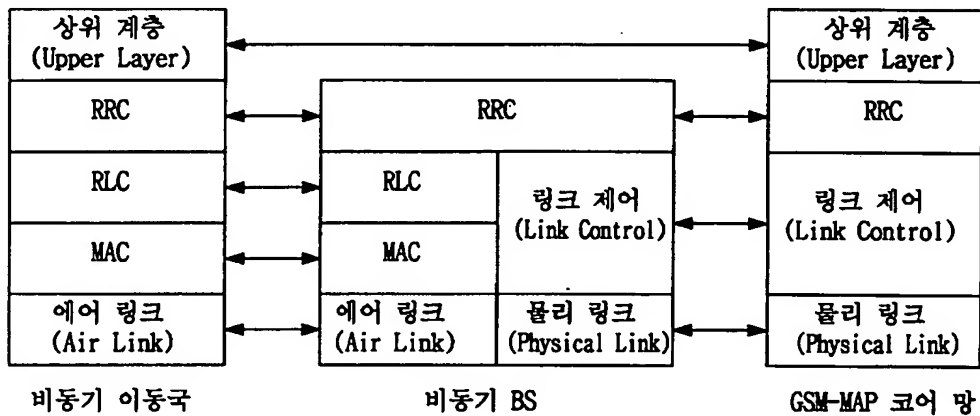 상위 계층
(Upper Layer)
RRC
RLC
MAC
에어 링크
(Air Link)
비동기 이동국
RRC
RLC
MAC
에어 링크
(Air Link)
링크 제어
(Link Control)
물리 링크
(Physical Link)
비동기 BS
상위 계층
(Upper Layer)
RRC
링크 제어
(Link Control)
물리 링크
(Physical Link)
GSM-MAP 코어 망